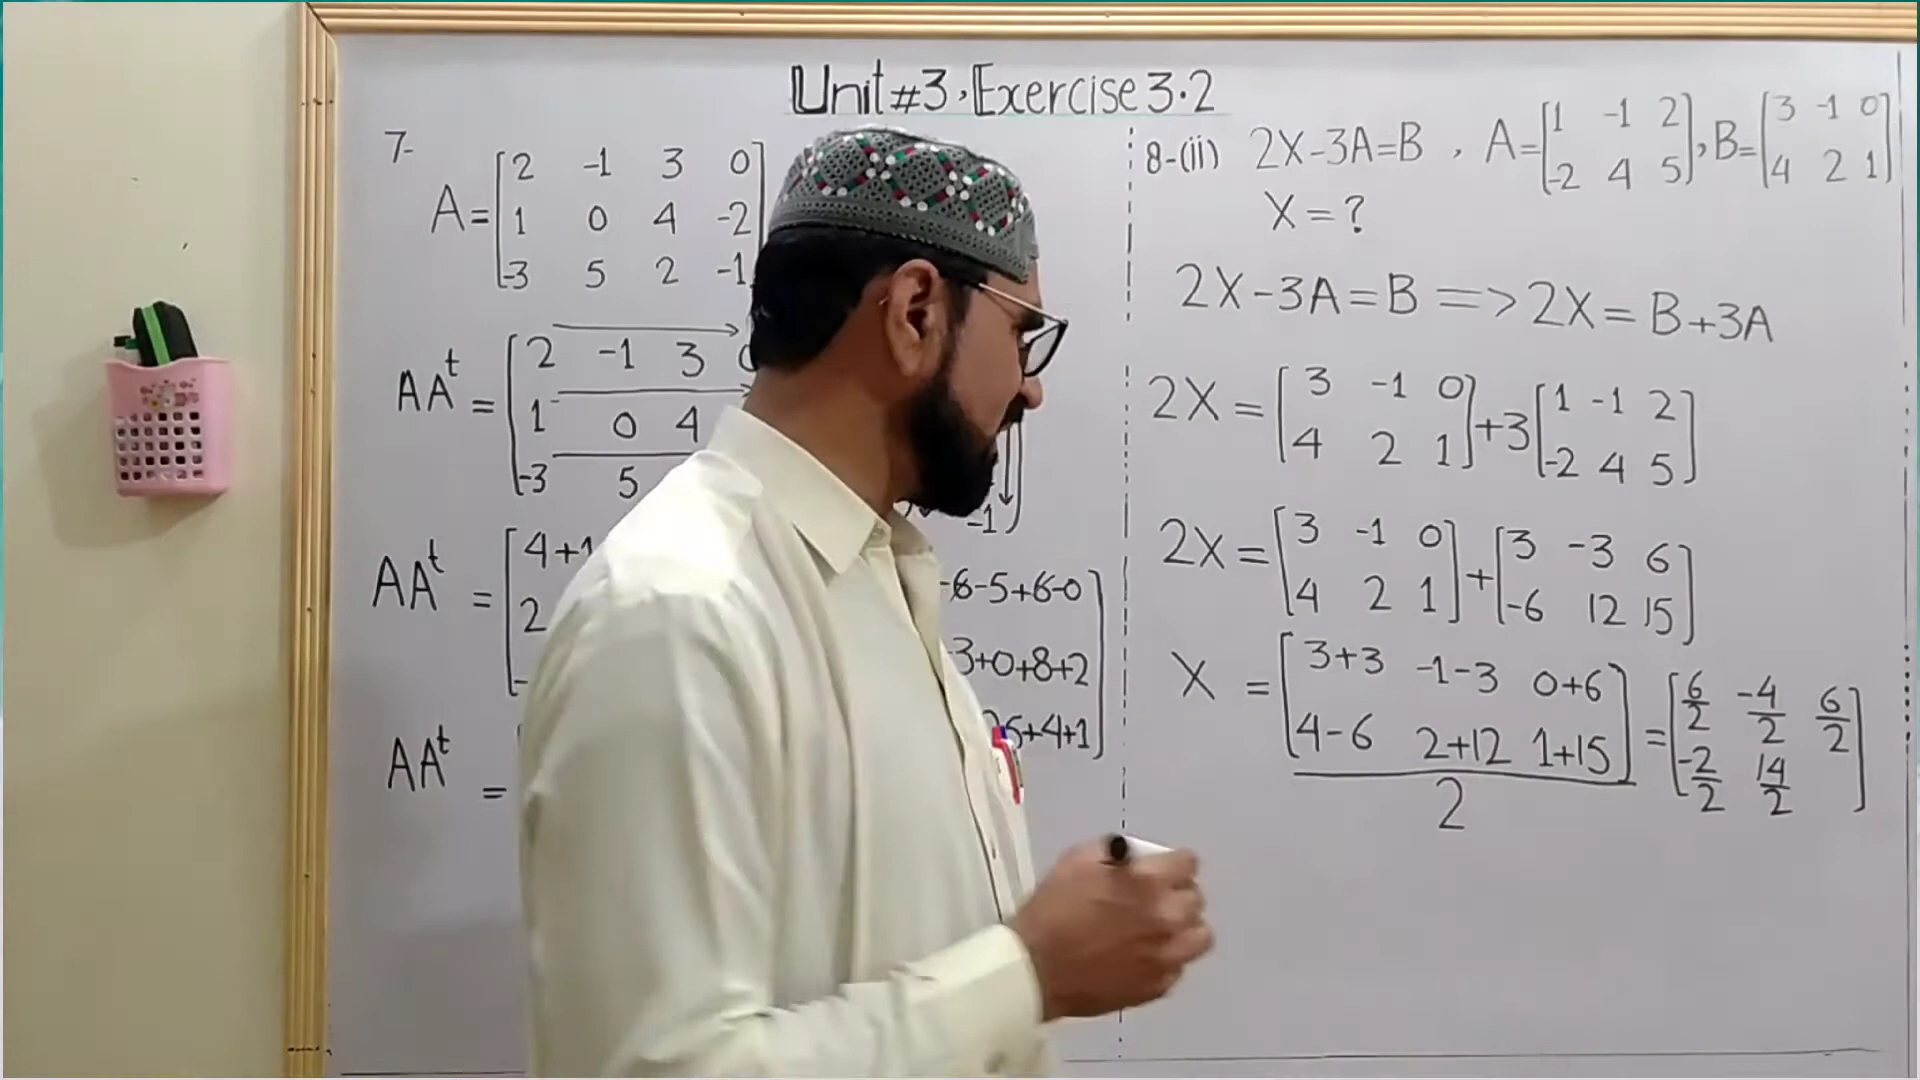 Unit #3, Exercise 3.2
7-
A = [2 -1 3 0
1 0 4 -2
-3 5 2 -1
AAᵗ = [2 -1 3
1 0 4
-3 5
-1]
AAᵗ = [4+1 -6-5+6-0]
2 -3+0+8+2
5+4+1
AAᵗ =
8-(ii) 2X-3A=B , A=[1 -1 2], B=[3 -1 0]
[-2 4 5] [4 2 1]
X = ?
2X-3A=B => 2X = B+3A
2X = [3 -1 0] +3 [1 -1 2]
[4 2 1] [-2 4 5]
2X = [3 -1 0] + [3 -3 6]
[4 2 1] [-6 12 15]
X = [3+3 -1-3 0+6] = [6/2 -4/2 6/2]
[4-6 2+12 1+15] [-2/2 14/2 ]
2